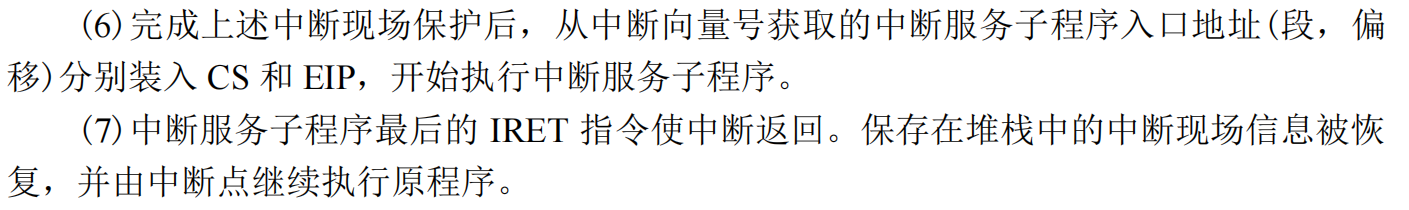 (6)完成上述中断现场保护后，从中断向量号获取的中断服务子程序入口地址(段，偏
移)分别装入 CS 和 EIP，开始执行中断服务子程序。
(7)中断服务子程序最后的 IRET 指令使中断返回。保存在堆栈中的中断现场信息被恢
复，并由中断点继续执行原程序。